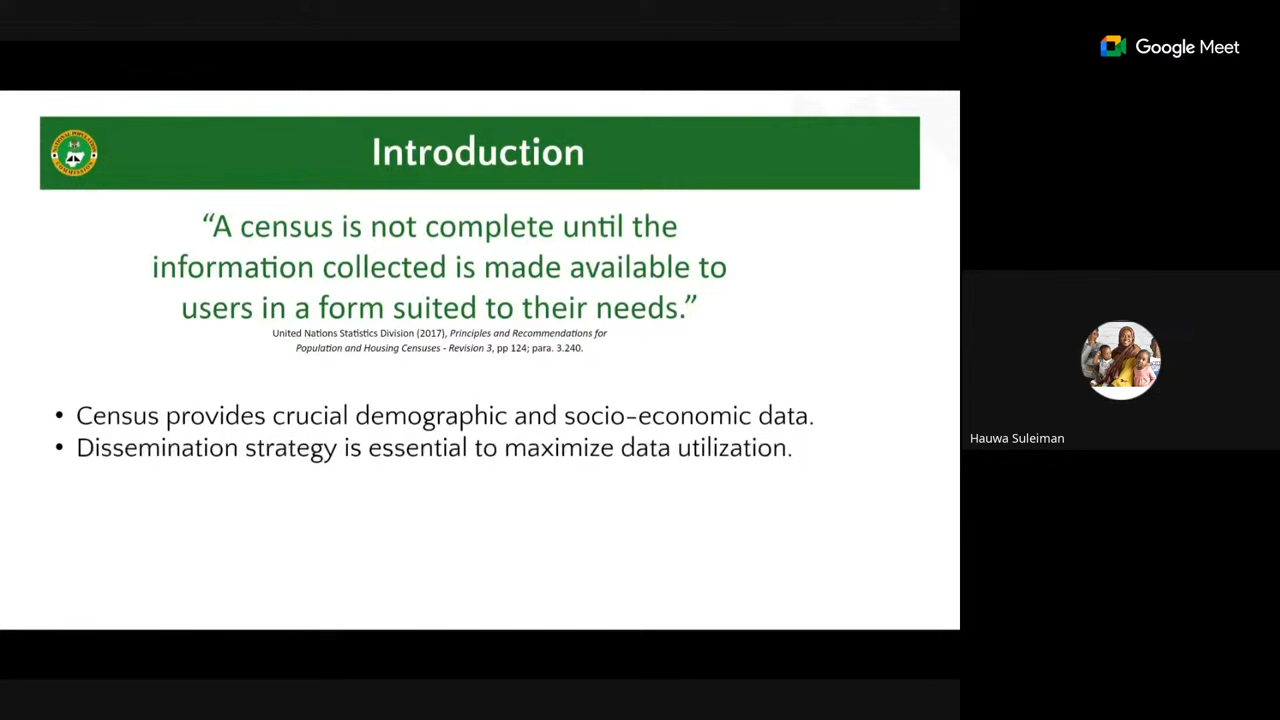 Google Meet
NATIONAL POPULATION
COMMISSION
Introduction
“A census is not complete until the
information collected is made available to
users in a form suited to their needs.”
United Nations Statistics Division (2017), Principles and Recommendations for
Population and Housing Censuses - Revision 3, pp 124; para. 3.240.
• Census provides crucial demographic and socio-economic data.
• Dissemination strategy is essential to maximize data utilization.
Hauwa Suleiman